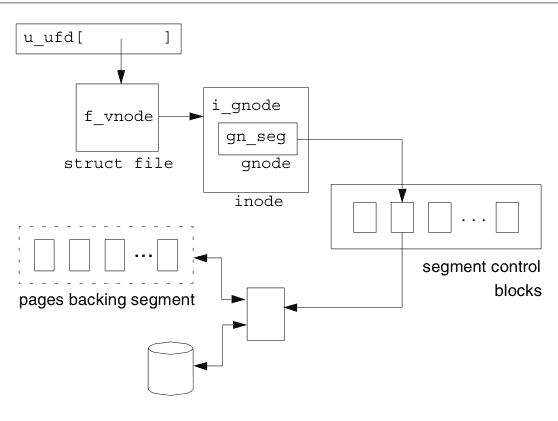 u_ufd[ ]
f_vnode
struct file
i_gnode
gn_seg
gnode
inode
...
segment control
blocks
...
pages backing segment